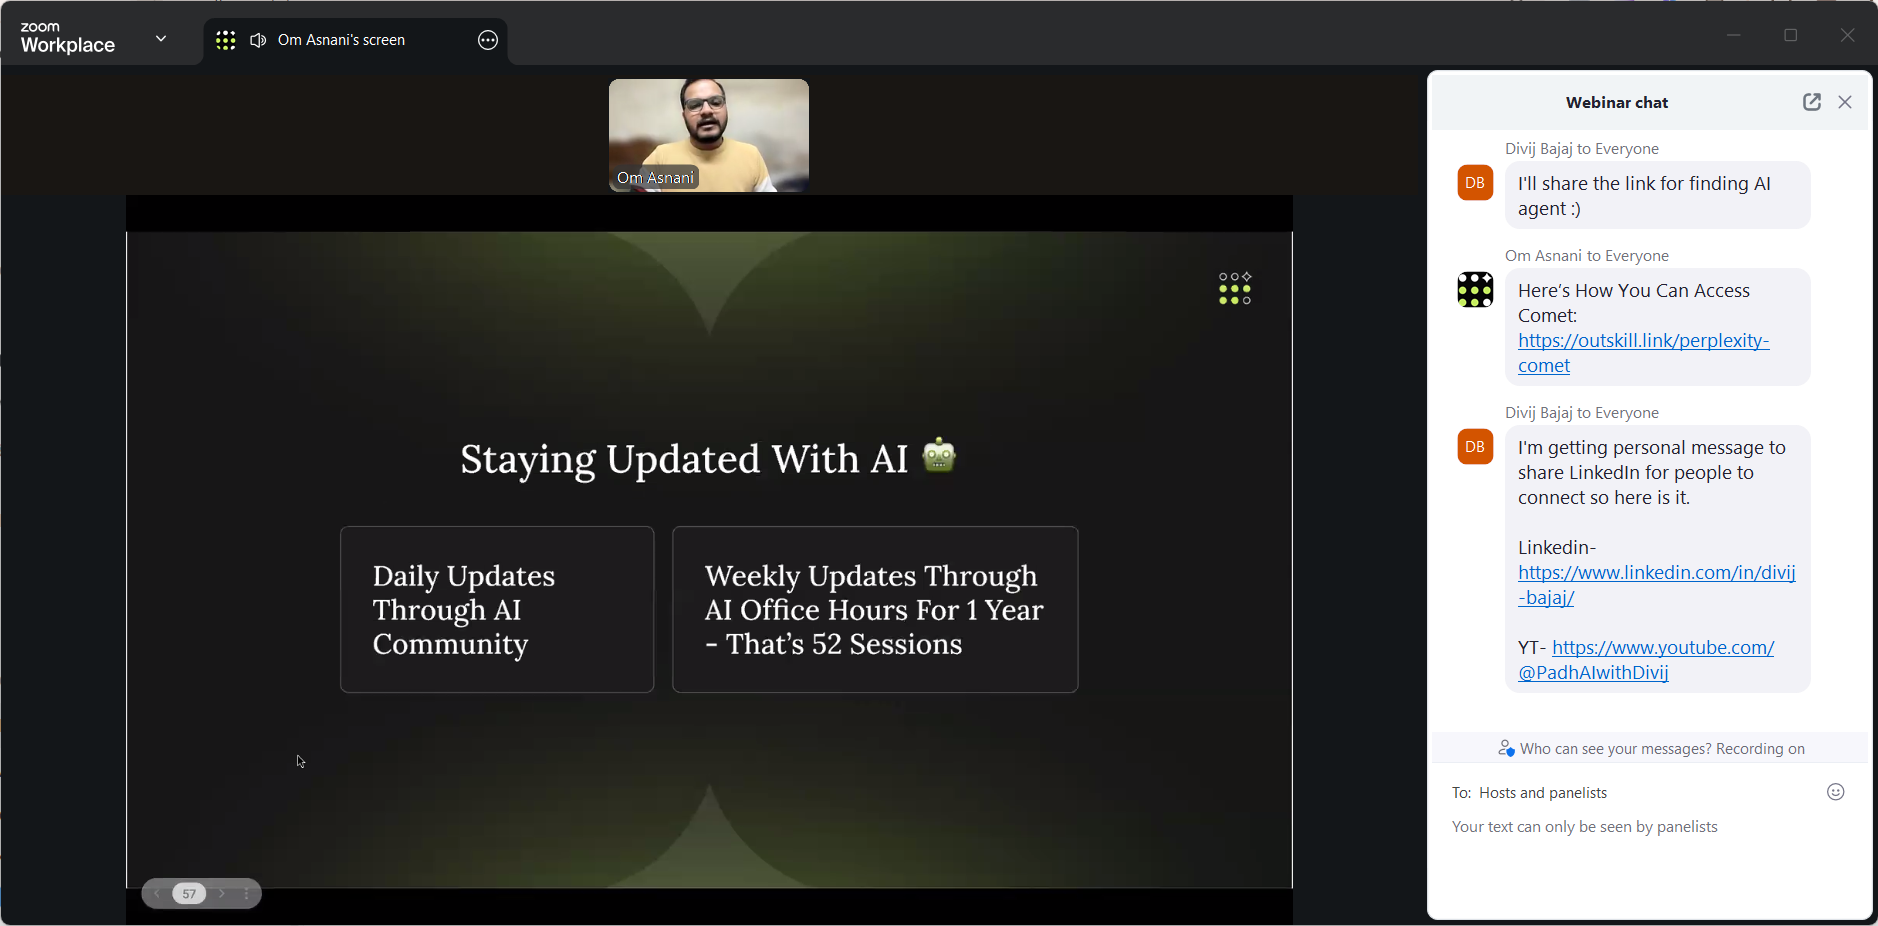 zoom
Workplace
Om Asnani's screen
Om Asnani
Staying Updated With AI
Daily Updates
Through AI
Community
Weekly Updates Through
AI Office Hours For 1 Year
- That’s 52 Sessions
57
Webinar chat
Divij Bajaj to Everyone
DB
I'll share the link for finding AI
agent :)
Om Asnani to Everyone
Here’s How You Can Access
Comet:
https://outskill.link/perplexity-
comet
Divij Bajaj to Everyone
DB
I'm getting personal message to
share LinkedIn for people to
connect so here is it.
Linkedin-
https://www.linkedin.com/in/divij
-bajaj/
YT- https://www.youtube.com/
@PadhAIwithDivij
Who can see your messages? Recording on
To: Hosts and panelists
Your text can only be seen by panelists